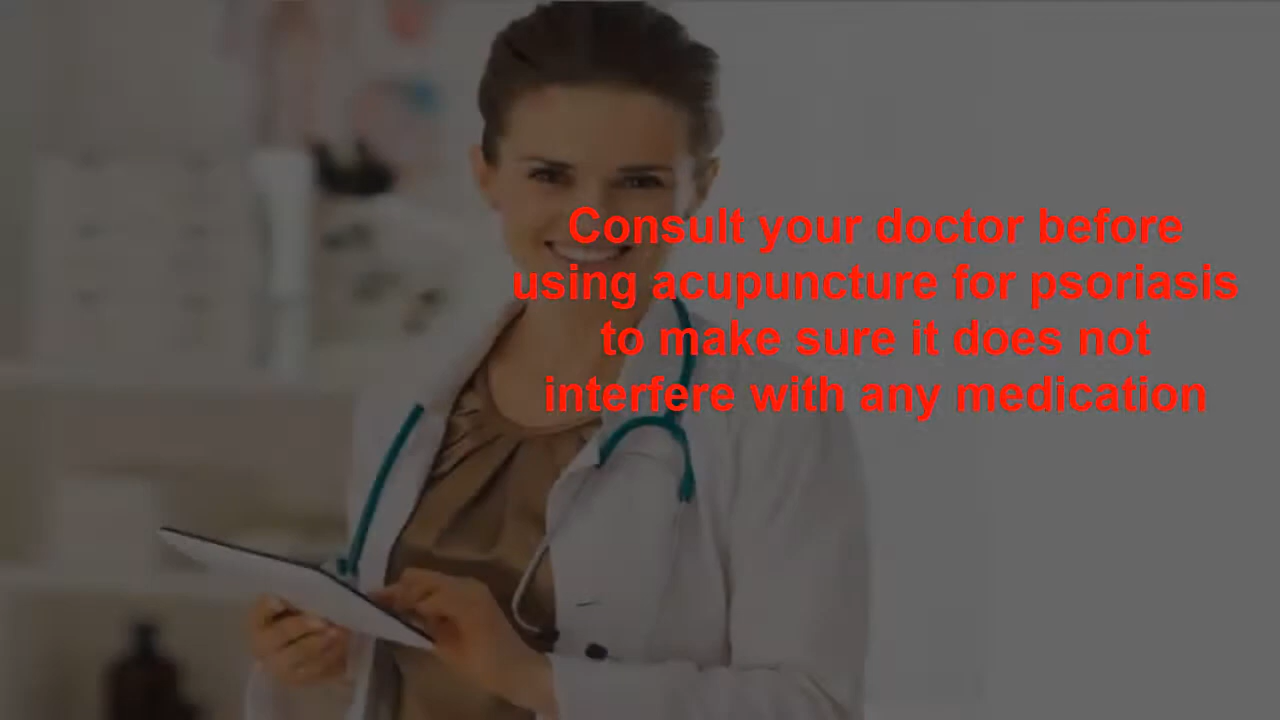 Consult your doctor before
using acupuncture for psoriasis
to make sure it does not
interfere with any medication